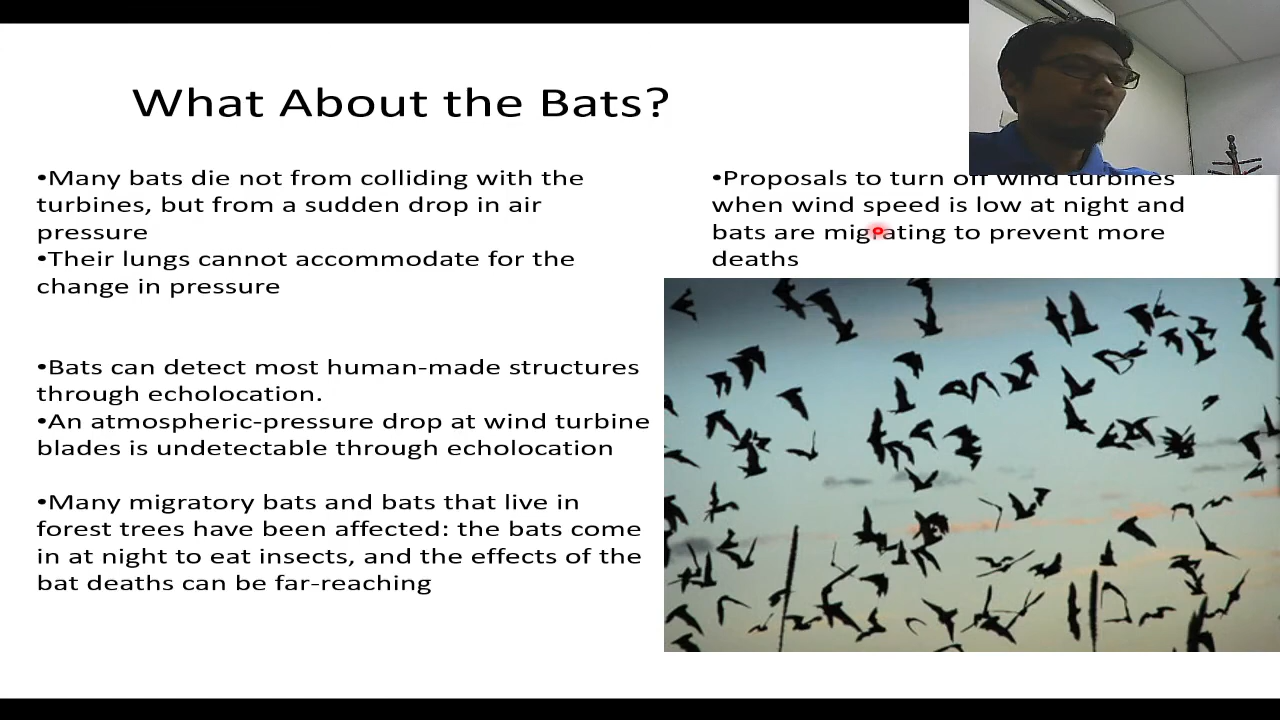 What About the Bats?
•Many bats die not from colliding with the
turbines, but from a sudden drop in air
pressure
•Their lungs cannot accommodate for the
change in pressure
•Bats can detect most human-made structures
through echolocation.
•An atmospheric-pressure drop at wind turbine
blades is undetectable through echolocation
•Many migratory bats and bats that live in
forest trees have been affected: the bats come
in at night to eat insects, and the effects of the
bat deaths can be far-reaching
•Proposals to turn off wind turbines
when wind speed is low at night and
bats are migrating to prevent more
deaths